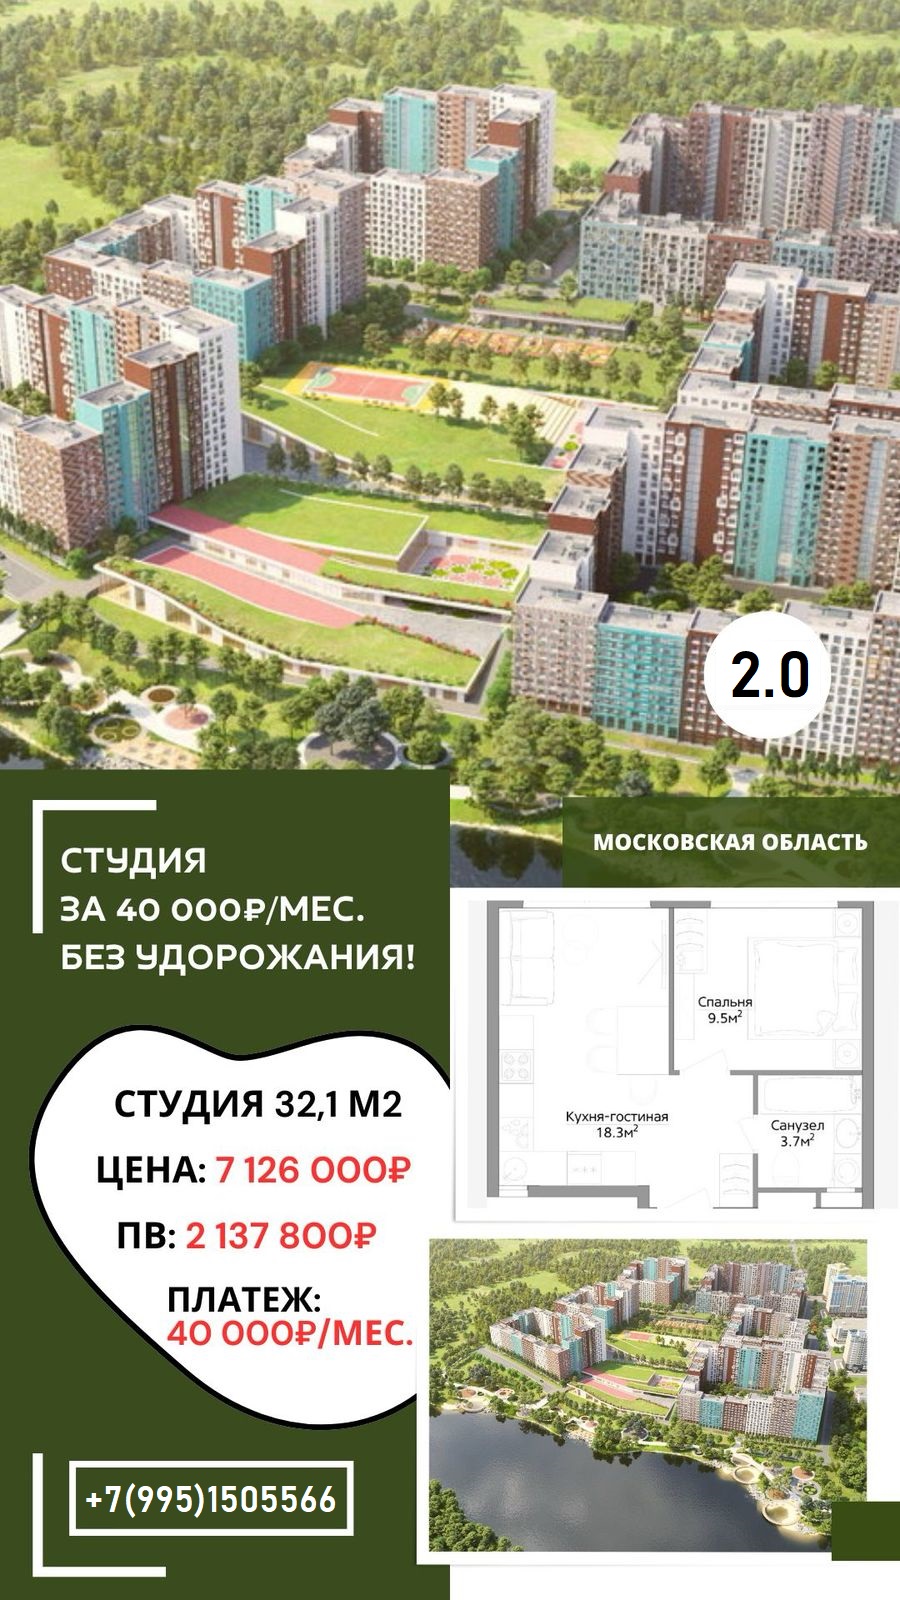 2.0
МОСКОВСКАЯ ОБЛАСТЬ
СТУДИЯ
ЗА 40 000₽/МЕС.
БЕЗ УДОРОЖАНИЯ!
Спальня
9.5м²
Кухня-гостиная
18.3м²
Санузел
3.7м²
СТУДИЯ 32,1 М2
ЦЕНА: 7 126 000₽
ПВ: 2 137 800₽
ПЛАТЕЖ:
40 000₽/МЕС.
+7(995)1505566